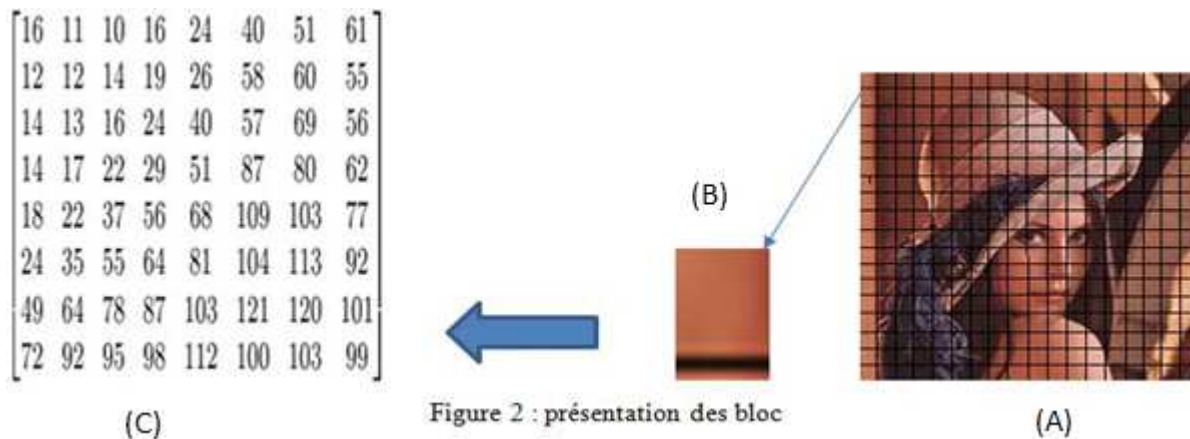 16 11 10 16 24 40 51 61
12 12 14 19 26 58 60 55
14 13 16 24 40 57 69 56
14 17 22 29 51 87 80 62
18 22 37 56 68 109 103 77
24 35 55 64 81 104 113 92
49 64 78 87 103 121 120 101
72 92 95 98 112 100 103 99
(C)
(B)
(A)
Figure 2 : présentation des bloc